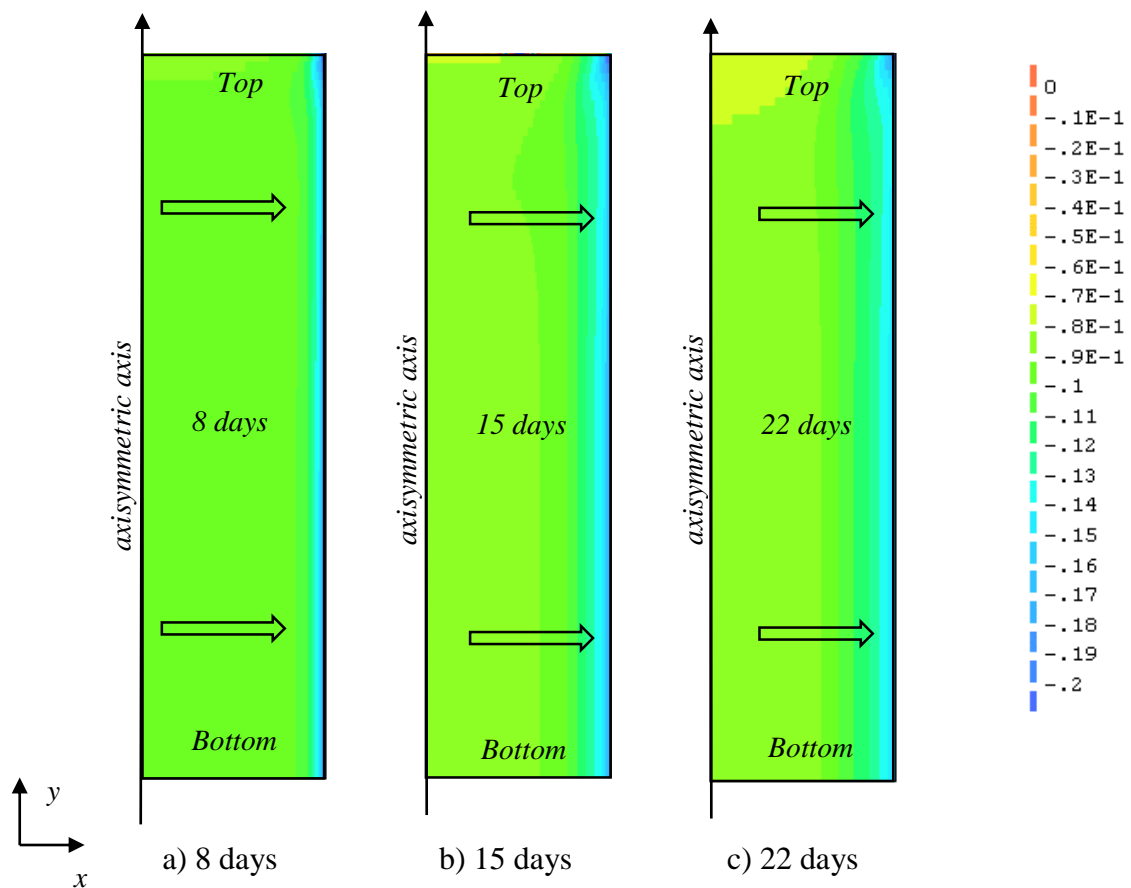 Top
Top
Top
axisymmetric axis
axisymmetric axis
axisymmetric axis
8 days
15 days
22 days
Bottom
Bottom
Bottom
y
x
a) 8 days
b) 15 days
c) 22 days
0
-.1E-1
-.2E-1
-.3E-1
-.4E-1
-.5E-1
-.6E-1
-.7E-1
-.8E-1
-.9E-1
-.1
-.11
-.12
-.13
-.14
-.15
-.16
-.17
-.18
-.19
-.2